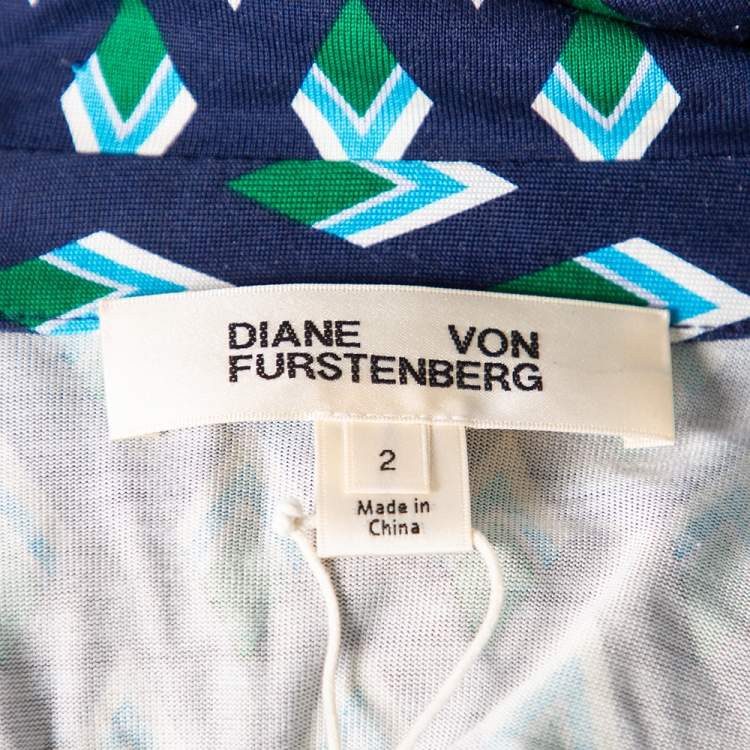 DIANE VON
FURSTENBERG
2
Made in
China